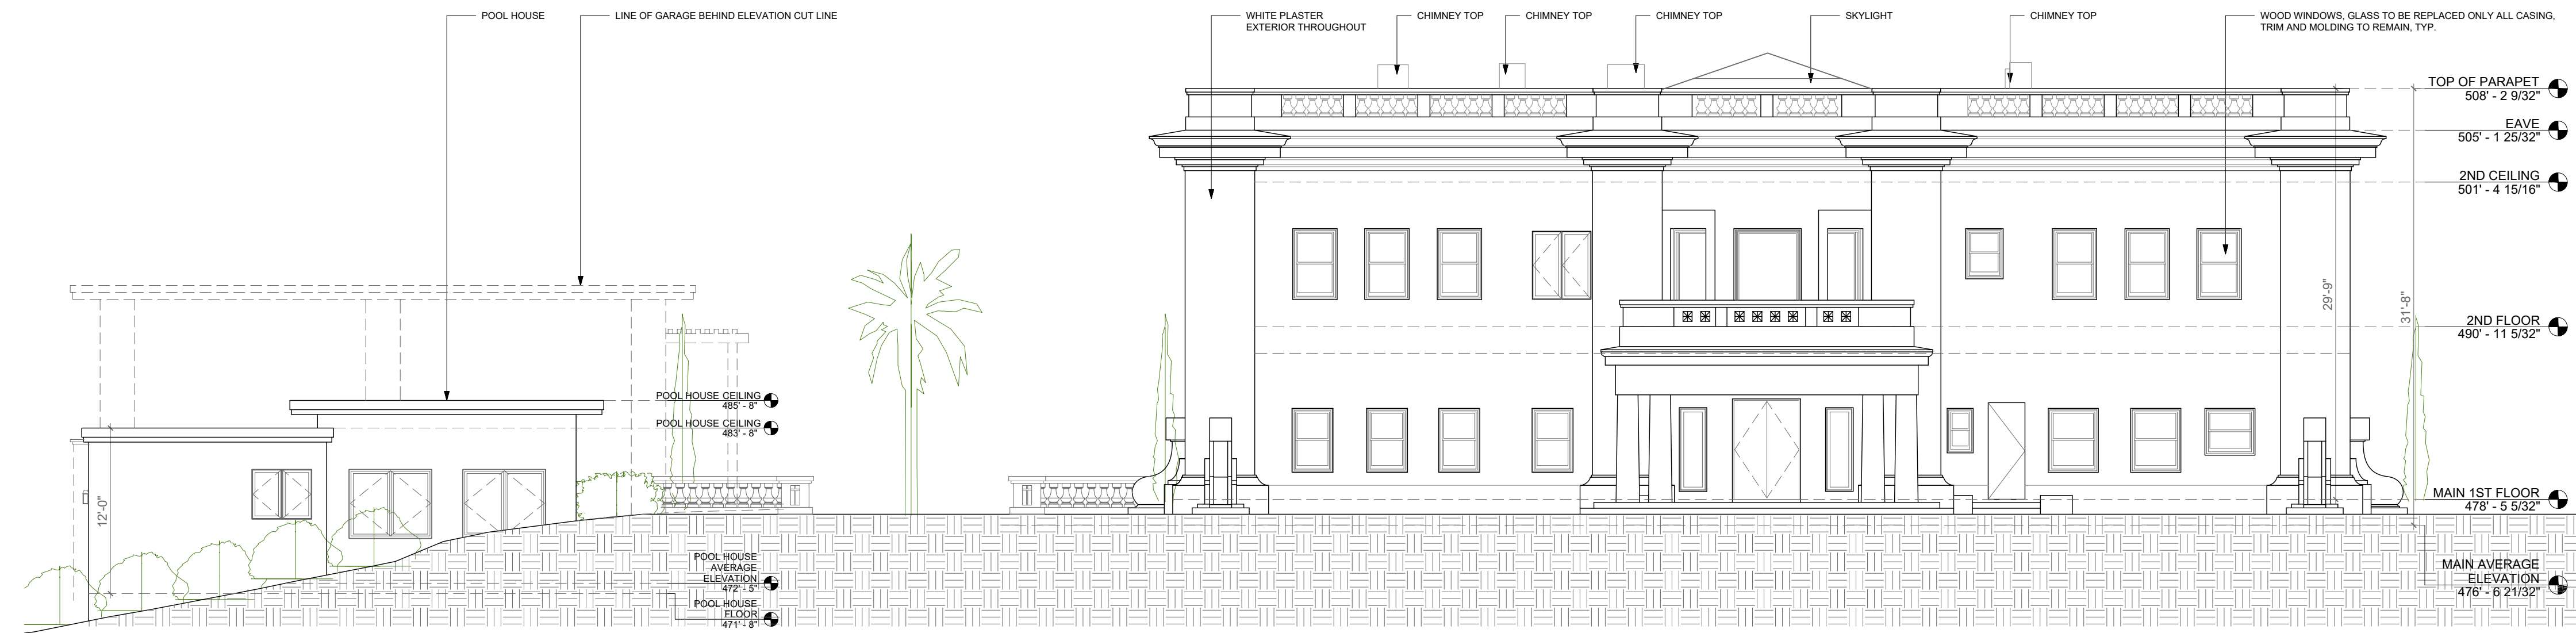 POOL HOUSE
LINE OF GARAGE BEHIND ELEVATION CUT LINE
WHITE PLASTER
EXTERIOR THROUGHOUT
CHIMNEY TOP
CHIMNEY TOP
CHIMNEY TOP
SKYLIGHT
CHIMNEY TOP
WOOD WINDOWS, GLASS TO BE REPLACED ONLY ALL CASING,
TRIM AND MOLDING TO REMAIN, TYP.
TOP OF PARAPET
508' - 2 9/32"
EAVE
505' - 1 25/32"
2ND CEILING
501' - 4 15/16"
29'-9"
31'-8"
2ND FLOOR
490' - 11 5/32"
POOL HOUSE CEILING
485' - 8"
POOL HOUSE CEILING
483' - 8"
12'-0"
MAIN 1ST FLOOR
478' - 5 5/32"
POOL HOUSE
AVERAGE
ELEVATION
472' - 5"
POOL HOUSE
FLOOR
471' - 8"
MAIN AVERAGE
ELEVATION
476' - 6 21/32"